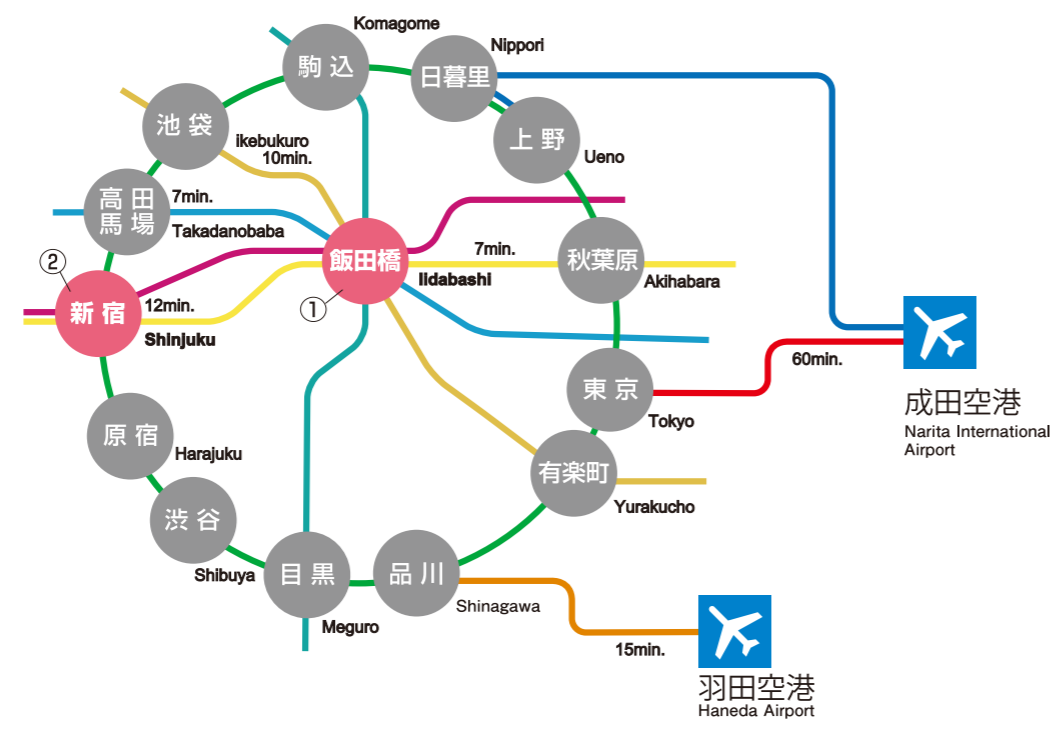 Komagome
駒込
Nippori
日暮里
池袋
ikebukuro
10min.
上野
Ueno
高田
馬場
7min.
Takadanobaba
②
新宿
12min.
Shinjuku
飯田橋
Iidabashi
①
7min.
秋葉原
Akihabara
東京
Tokyo
60min.
成田空港
Narita International
Airport
原宿
Harajuku
有楽町
Yurakucho
渋谷
Shibuya
目黒
Meguro
品川
Shinagawa
15min.
羽田空港
Haneda Airport